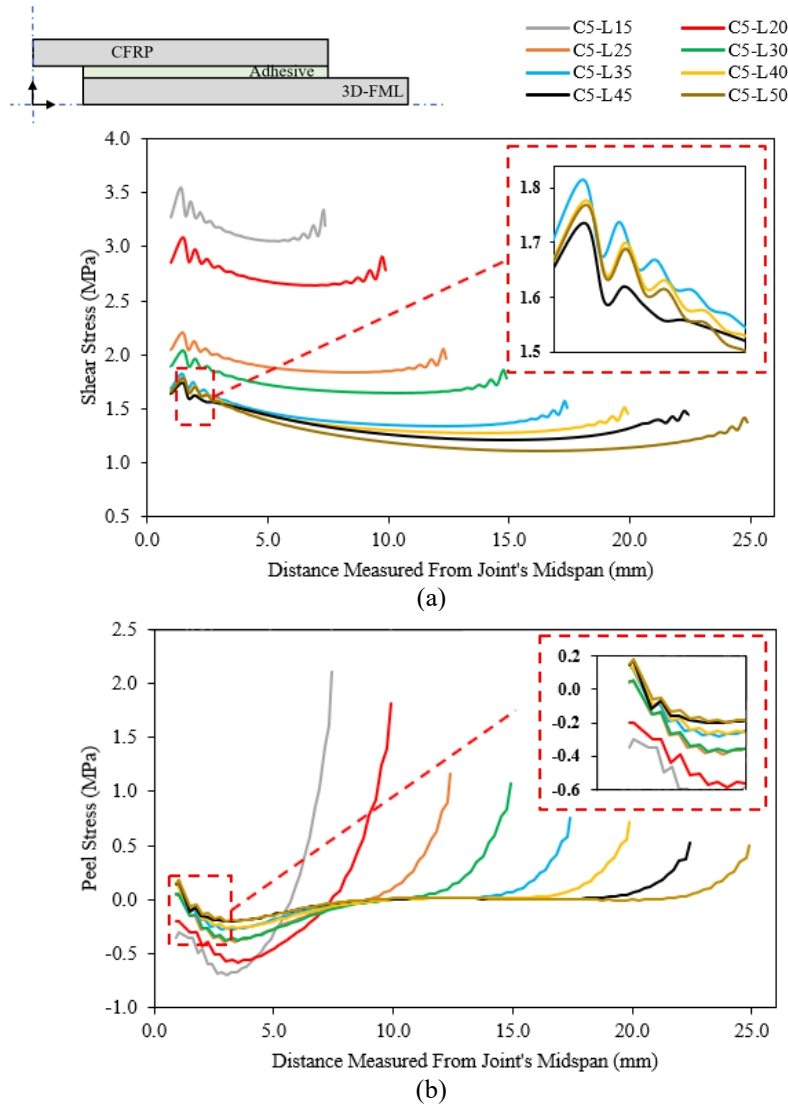 CFRP
Adhesive
3D-FML
C5-L15 C5-L20
C5-L25 C5-L30
C5-L35 C5-L40
C5-L45 C5-L50
4.0
3.5
3.0
2.5
2.0
1.5
1.0
0.5
Shear Stress (MPa)
1.8
1.7
1.6
1.5
0.0 5.0 10.0 15.0 20.0 25.0
Distance Measured From Joint's Midspan (mm)
(a)
2.5
2.0
1.5
1.0
0.5
0.0
-0.5
-1.0
Peel Stress (MPa)
0.2
0.0
-0.2
-0.4
-0.6
0.0 5.0 10.0 15.0 20.0 25.0
Distance Measured From Joint's Midspan (mm)
(b)